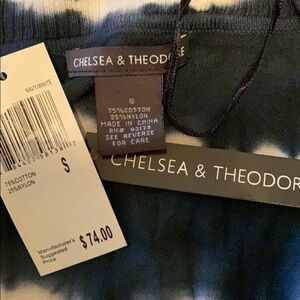 CHELSEA & THEODORE
S
75%COTTON
25%NYLON
MADE IN CHINA
RN# 93178
SEE REVERSE
FOR CARE
CHELSEA & THEODORE
NAVY/WHITE
75%COTTON
25%NYLON
S
Manufacturer's
Suggested
Price
$74.00